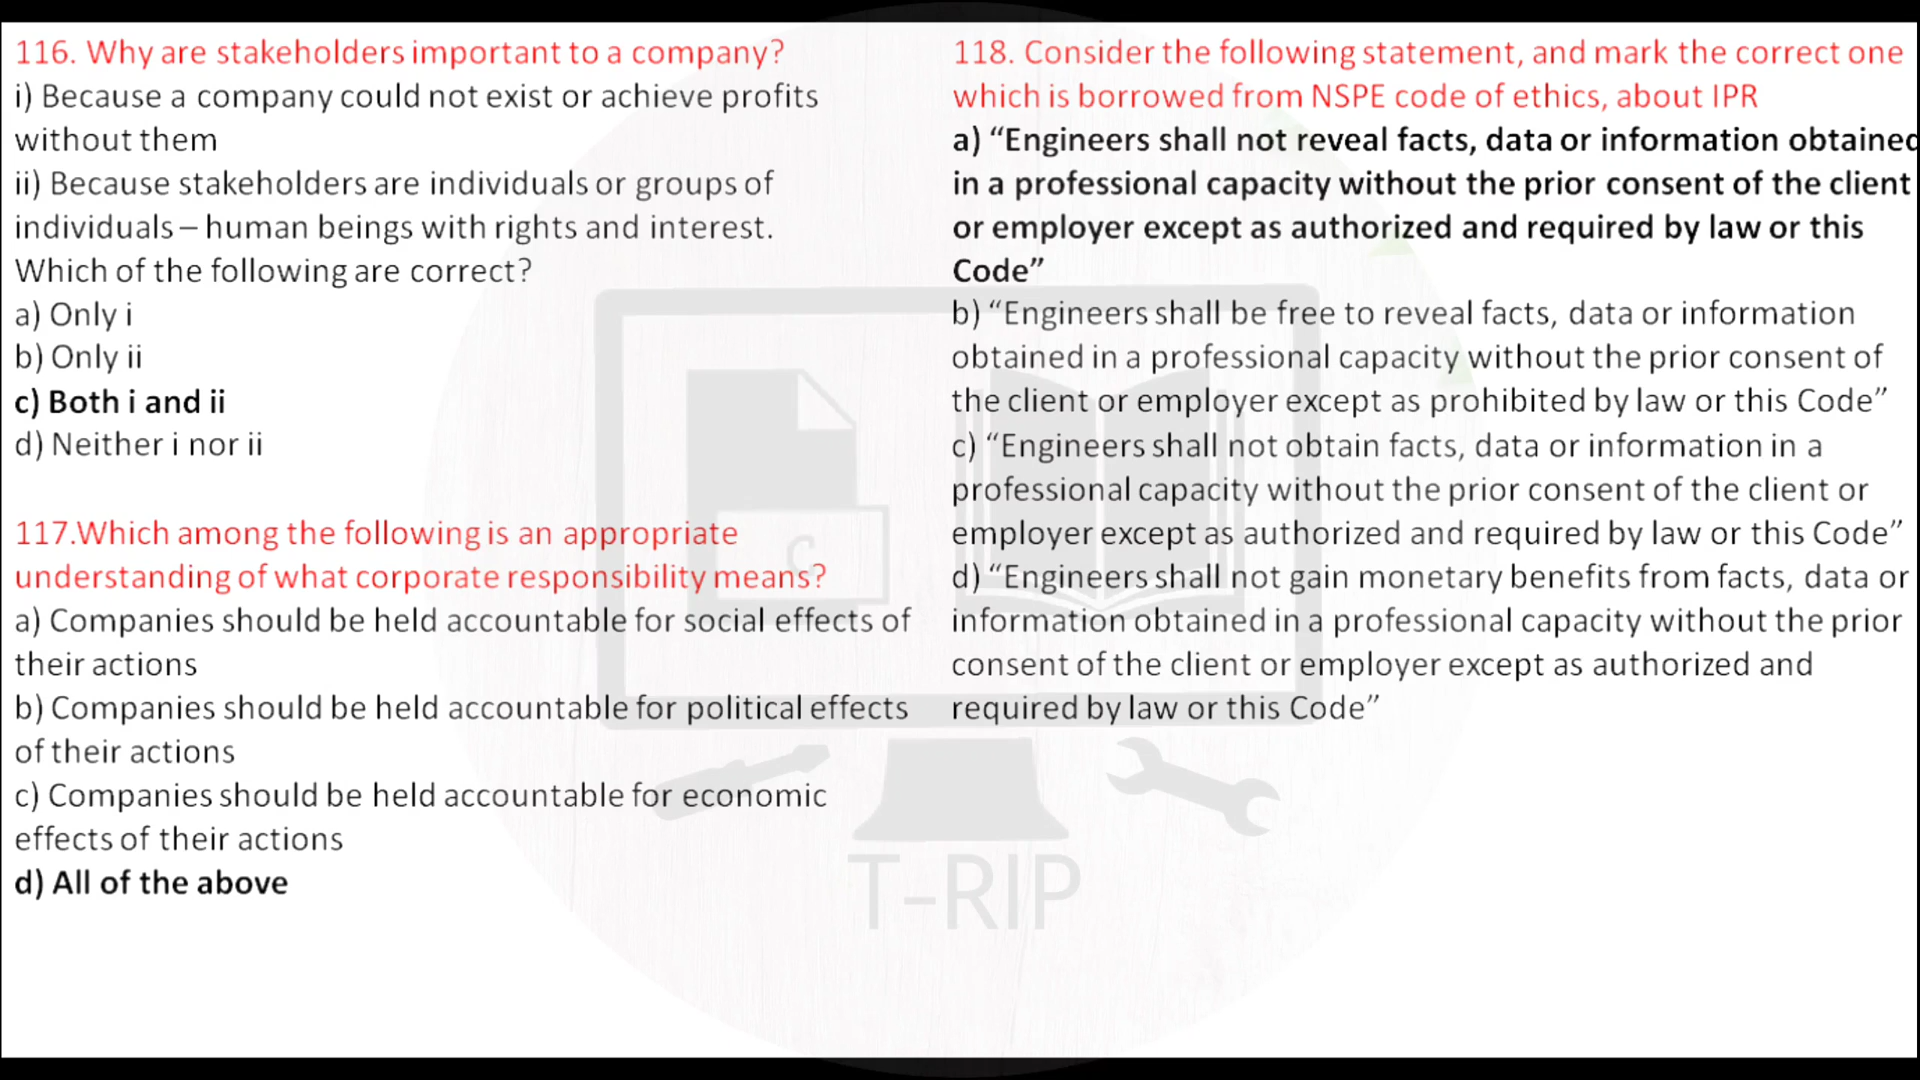 116. Why are stakeholders important to a company?
i) Because a company could not exist or achieve profits
without them
ii) Because stakeholders are individuals or groups of
individuals – human beings with rights and interest.
Which of the following are correct?
a) Only i
b) Only ii
c) Both i and ii
d) Neither i nor ii
117.Which among the following is an appropriate
understanding of what corporate responsibility means?
a) Companies should be held accountable for social effects of
their actions
b) Companies should be held accountable for political effects
of their actions
c) Companies should be held accountable for economic
effects of their actions
d) All of the above
118. Consider the following statement, and mark the correct one
which is borrowed from NSPE code of ethics, about IPR
a) “Engineers shall not reveal facts, data or information obtained
in a professional capacity without the prior consent of the client
or employer except as authorized and required by law or this
Code”
b) “Engineers shall be free to reveal facts, data or information
obtained in a professional capacity without the prior consent of
the client or employer except as prohibited by law or this Code”
c) “Engineers shall not obtain facts, data or information in a
professional capacity without the prior consent of the client or
employer except as authorized and required by law or this Code”
d) “Engineers shall not gain monetary benefits from facts, data or
information obtained in a professional capacity without the prior
consent of the client or employer except as authorized and
required by law or this Code”
C
T-RIP